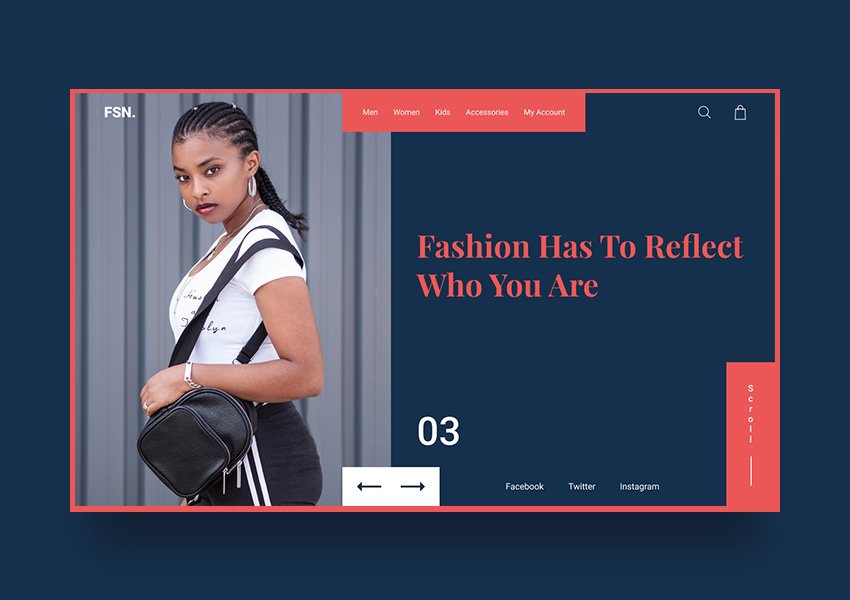 FSN.
Men Women Kids Accessories My Account
Fashion Has To Reflect
Who You Are
Scroll
03
Facebook Twitter Instagram